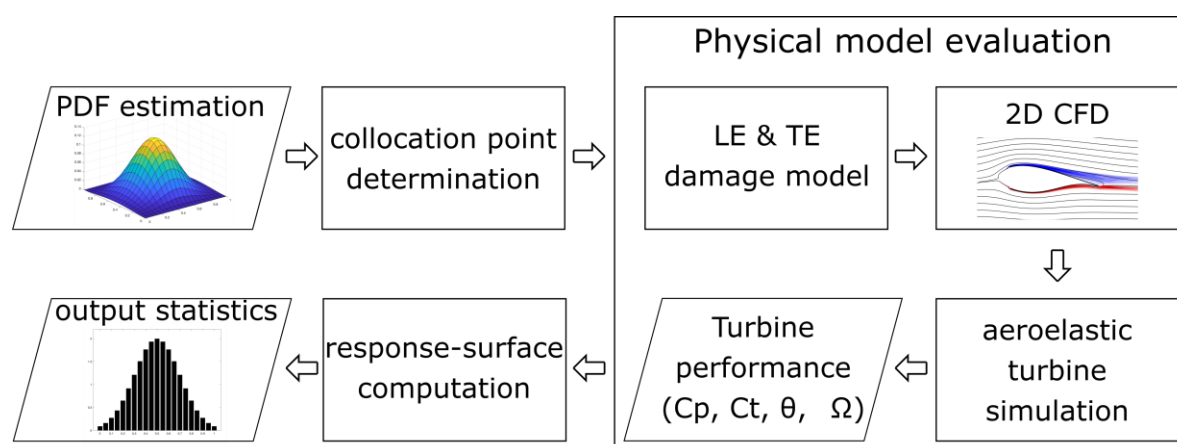 Physical model evaluation
PDF estimation
collocation point
determination
LE & TE
damage model
2D CFD
aeroelastic
turbine
simulation
Turbine
performance
(Cp, Ct, θ, Ω)
response-surface
computation
output statistics